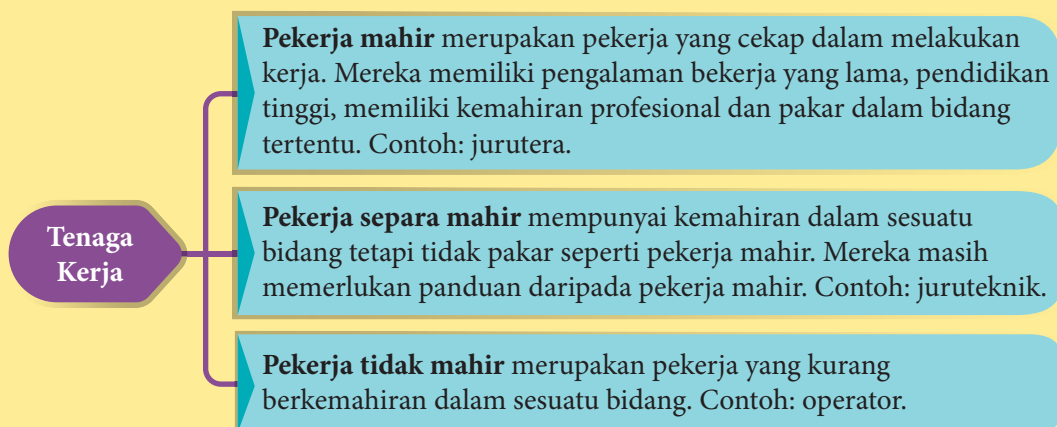 Pekerja mahir merupakan pekerja yang cekap dalam melakukan
kerja. Mereka memiliki pengalaman bekerja yang lama, pendidikan
tinggi, memiliki kemahiran profesional dan pakar dalam bidang
tertentu. Contoh: jurutera.
Tenaga
Kerja
Pekerja separa mahir mempunyai kemahiran dalam sesuatu
bidang tetapi tidak pakar seperti pekerja mahir. Mereka masih
memerlukan panduan daripada pekerja mahir. Contoh: juruteknik.
Pekerja tidak mahir merupakan pekerja yang kurang
berkemahiran dalam sesuatu bidang. Contoh: operator.